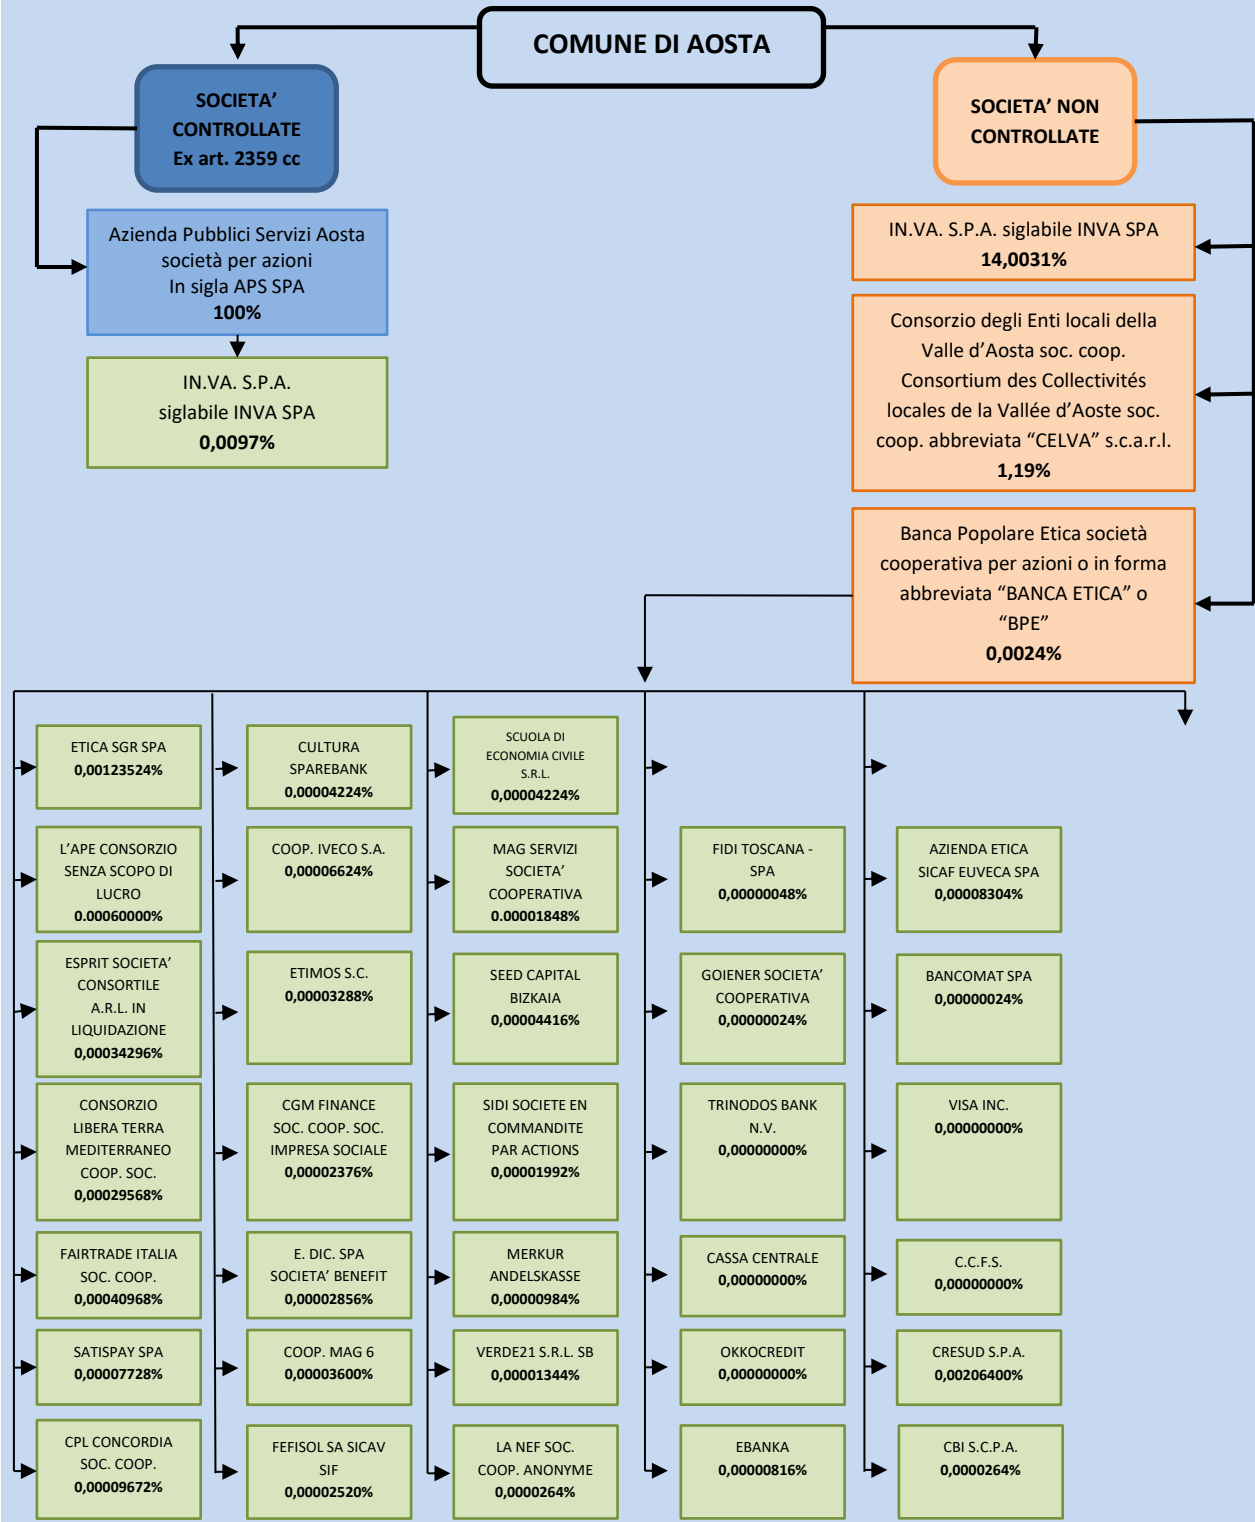 COMUNE DI AOSTA
SOCIETA’
CONTROLLATE
Ex art. 2359 cc
SOCIETA’ NON
CONTROLLATE
Azienda Pubblici Servizi Aosta
società per azioni
In sigla APS SPA
100%
IN.VA. S.P.A.
siglabile INVA SPA
0,0097%
IN.VA. S.P.A. siglabile INVA SPA
14,0031%
Consorzio degli Enti locali della
Valle d’Aosta soc. coop.
Consortium des Collectivités
locales de la Vallée d’Aoste soc.
coop. abbreviata “CELVA” s.c.a.r.l.
1,19%
Banca Popolare Etica società
cooperativa per azioni o in forma
abbreviata “BANCA ETICA” o
“BPE”
0,0024%
ETICA SGR SPA
0,00123524%
L’APE CONSORZIO
SENZA SCOPO DI
LUCRO
0.00060000%
ESPRIT SOCIETA’
CONSORTILE
A.R.L. IN
LIQUIDAZIONE
0,00034296%
CONSORZIO
LIBERA TERRA
MEDITERRANEO
COOP. SOC.
0,00029568%
FAIRTRADE ITALIA
SOC. COOP.
0,00040968%
SATISPAY SPA
0,00007728%
CPL CONCORDIA
SOC. COOP.
0,00009672%
CULTURA
SPAREBANK
0,00004224%
COOP. IVECO S.A.
0,00006624%
ETIMOS S.C.
0,00003288%
CGM FINANCE
SOC. COOP. SOC.
IMPRESA SOCIALE
0,00002376%
E. DIC. SPA
SOCIETA’ BENEFIT
0,00002856%
COOP. MAG 6
0,00003600%
FEFISOL SA SICAV
SIF
0,00002520%
SCUOLA DI
ECONOMIA CIVILE
S.R.L.
0,00004224%
MAG SERVIZI
SOCIETA’
COOPERATIVA
0.00001848%
SEED CAPITAL
BIZKAIA
0,00004416%
SIDI SOCIETE EN
COMMANDITE
PAR ACTIONS
0,00001992%
MERKUR
ANDELSKASSE
0,00000984%
VERDE21 S.R.L. SB
0,00001344%
LA NEF SOC.
COOP. ANONYME
0,0000264%
FIDI TOSCANA -
SPA
0,00000048%
GOIENER SOCIETA’
COOPERATIVA
0,00000024%
TRINODOS BANK
N.V.
0,00000000%
CASSA CENTRALE
0,00000000%
OKKOCREDIT
0,00000000%
EBANKA
0,00000816%
AZIENDA ETICA
SICAF EUVECA SPA
0,00008304%
BANCOMAT SPA
0,00000024%
VISA INC.
0,00000000%
C.C.F.S.
0,00000000%
CRESUD S.P.A.
0,00206400%
CBI S.C.P.A.
0,0000264%